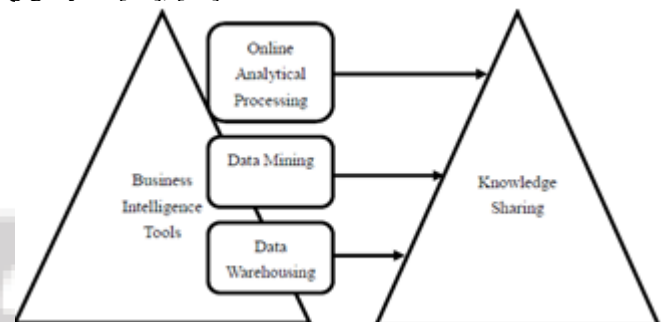 Online
Analytical
Processing
Data Mining
Business
Intelligence
Tools
Data
Warehousing
Knowledge
Sharing